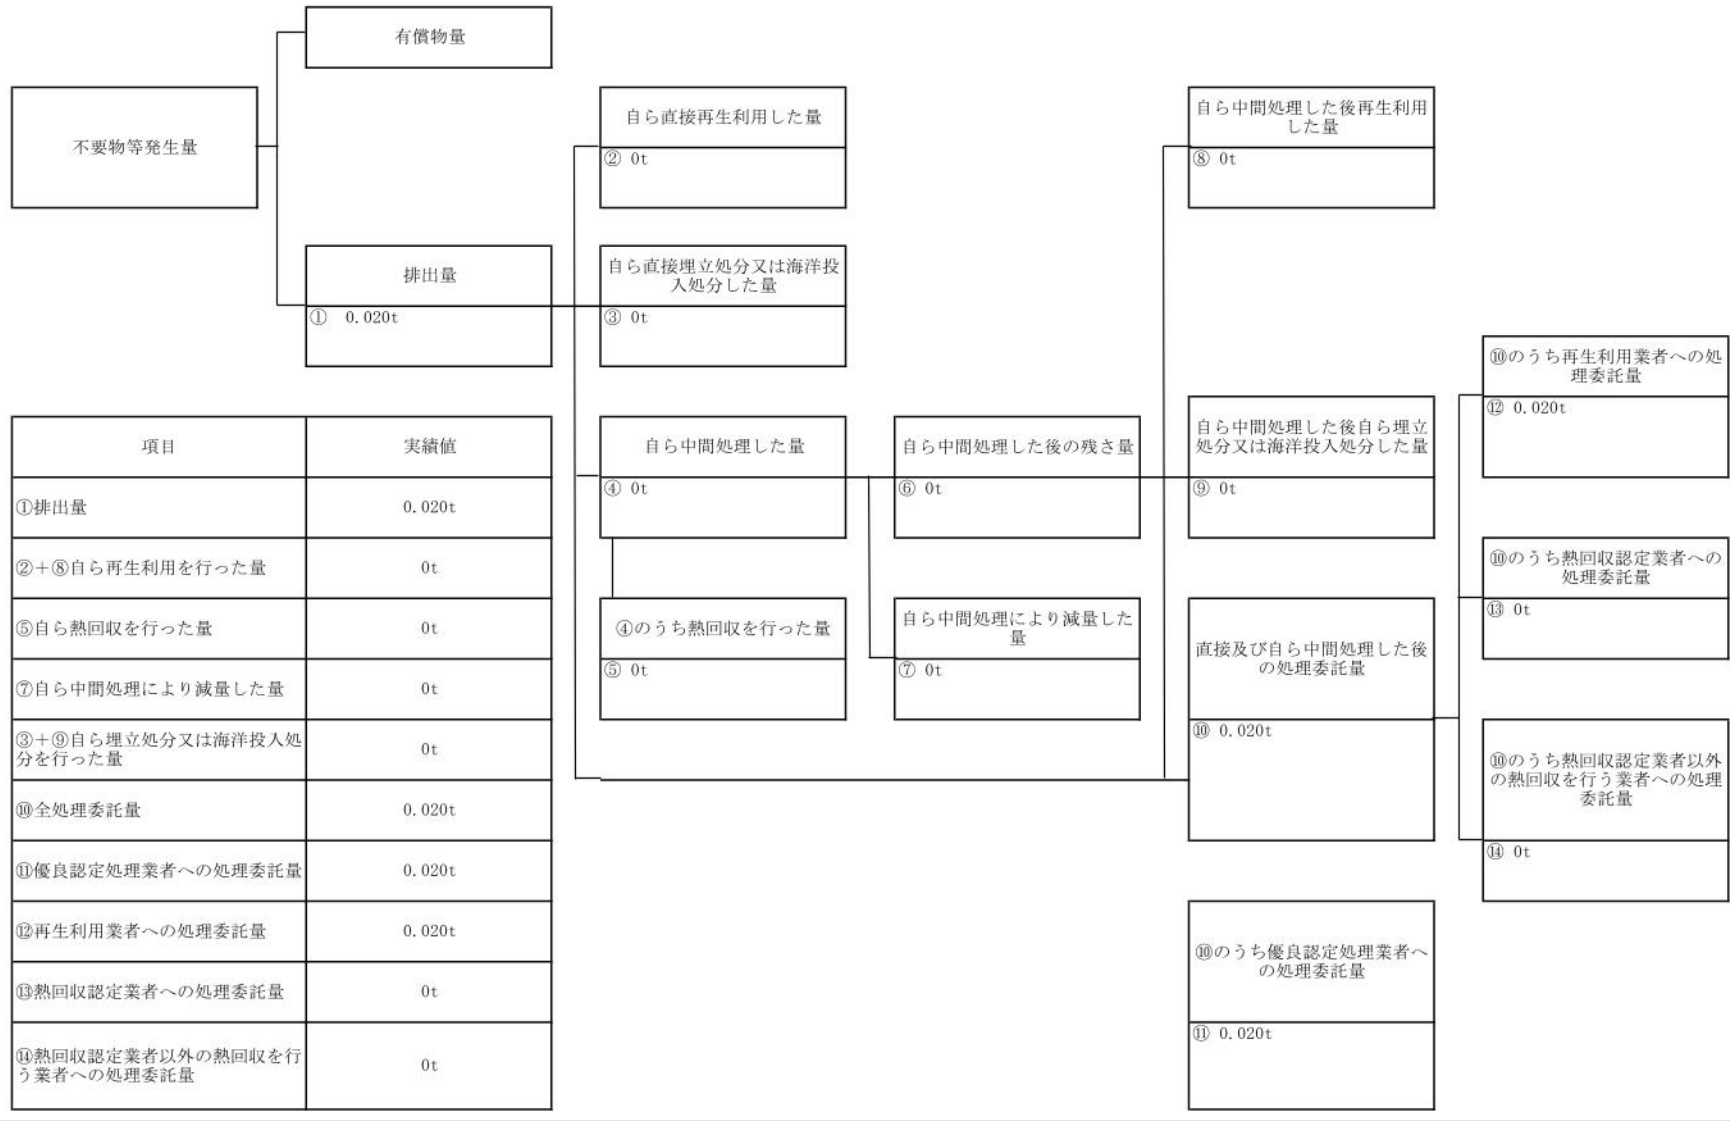 有償物量
不要物等発生量
自ら直接再生利用した量
② 0t
自ら中間処理した後再生利用
した量
⑧ 0t
排出量
① 0.020t
自ら直接埋立処分又は海洋投
入処分した量
③ 0t
自ら中間処理した量
④ 0t
自ら中間処理した後の残さ量
⑥ 0t
自ら中間処理した後自ら埋立
処分又は海洋投入処分した量
⑨ 0t
⑩のうち再生利用業者への処
理委託量
⑫ 0.020t
④のうち熱回収を行った量
⑤ 0t
自ら中間処理により減量した
量
⑦ 0t
直接及び自ら中間処理した後
の処理委託量
⑩ 0.020t
⑩のうち熱回収認定業者への
処理委託量
⑬ 0t
⑩のうち熱回収認定業者以外
の熱回収を行う業者への処理
委託量
⑭ 0t
⑩のうち優良認定処理業者へ
の処理委託量
⑪ 0.020t
項目 実績値
①排出量 0.020t
②+⑧自ら再生利用を行った量 0t
⑤自ら熱回収を行った量 0t
⑦自ら中間処理により減量した量 0t
③+⑨自ら埋立処分又は海洋投入処
分を行った量 0t
⑩全処理委託量 0.020t
⑪優良認定処理業者への処理委託量 0.020t
⑫再生利用業者への処理委託量 0.020t
⑬熱回収認定業者への処理委託量 0t
⑭熱回収認定業者以外の熱回収を行
う業者への処理委託量 0t